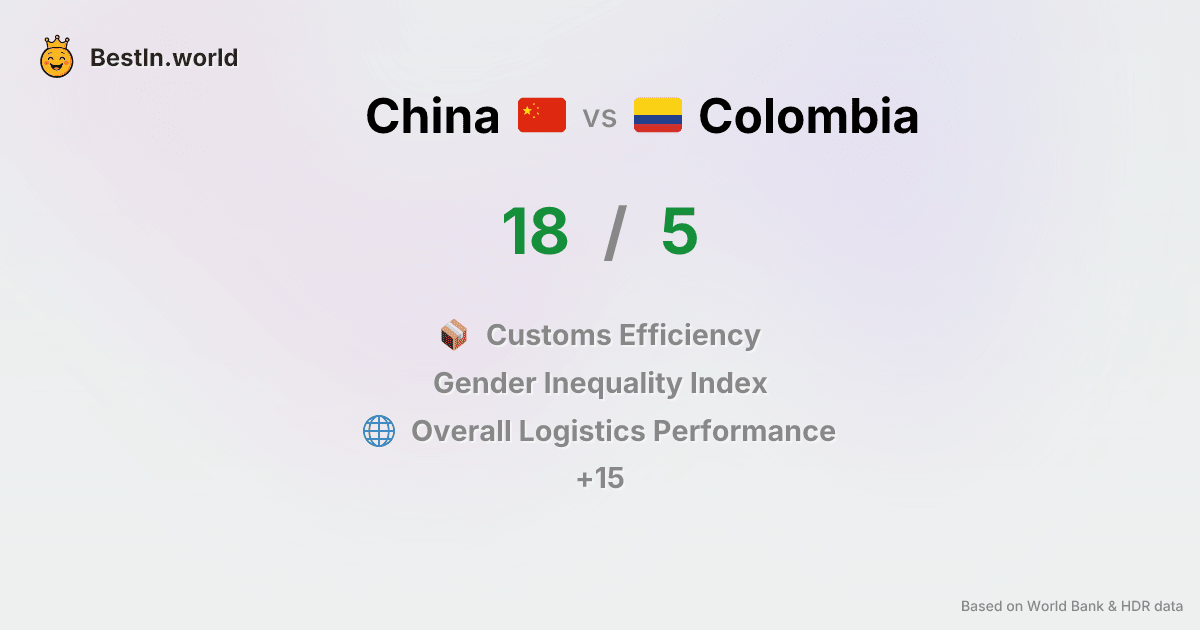 BestIn.world
China vs Colombia
18 / 5
Customs Efficiency
Gender Inequality Index
Overall Logistics Performance
+15
Based on World Bank & HDR data